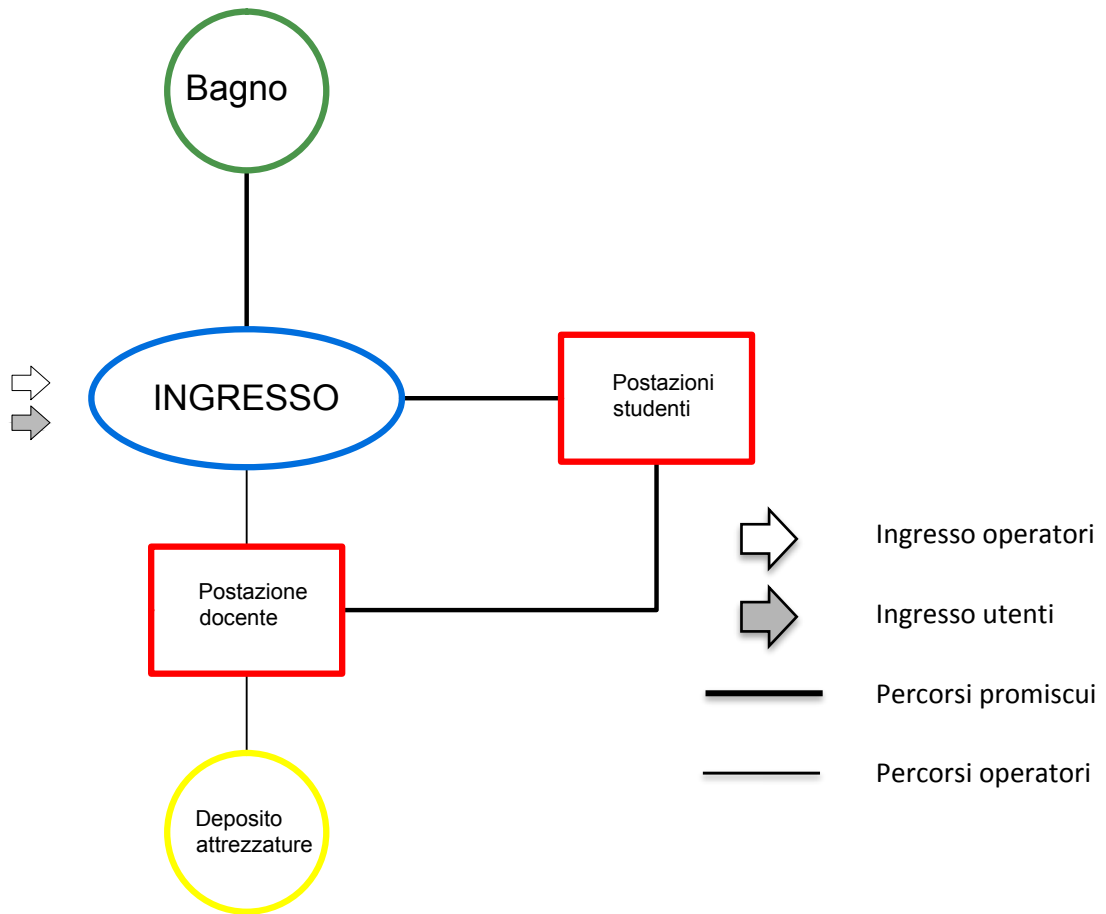 Bagno
INGRESSO
Postazioni
studenti
Postazione
docente
Deposito
attrezzature
Ingresso operatori
Ingresso utenti
Percorsi promiscui
Percorsi operatori